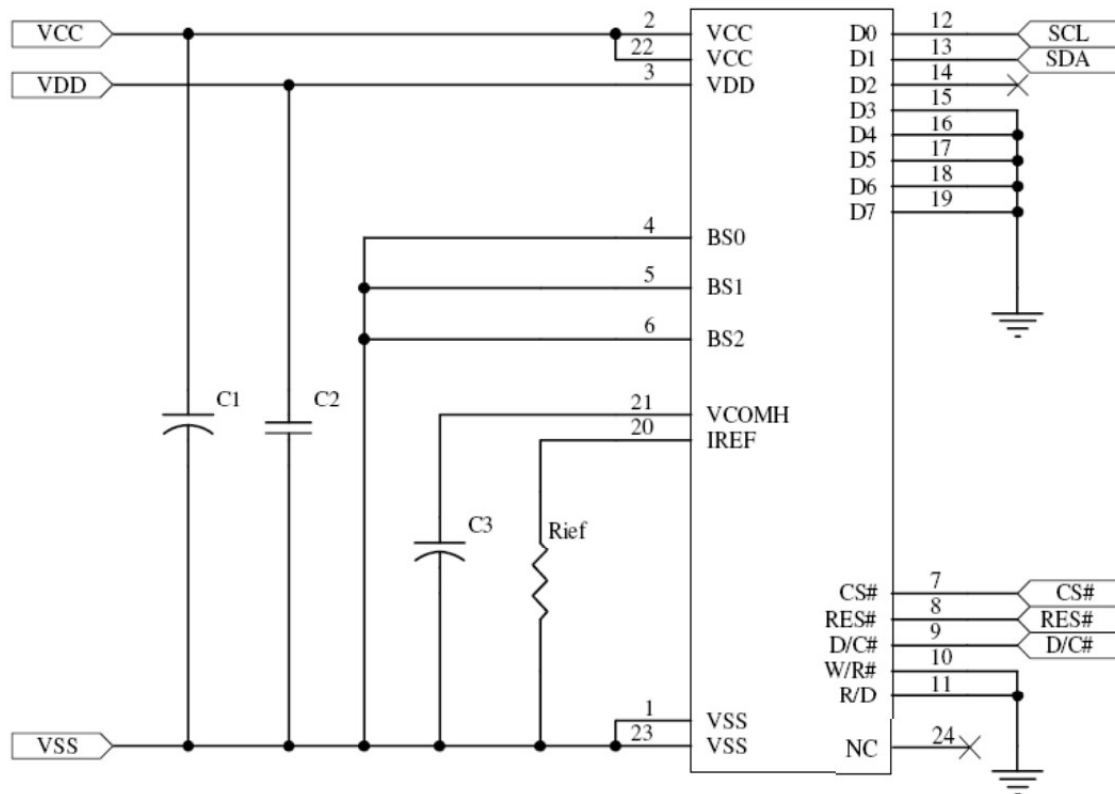 VCC 2 VCC D0 12 SCL
22 VCC D1 13 SDA
VDD 3 VDD D2 14
D3 15
D4 16
D5 17
D6 18
D7 19
4 BS0
5 BS1
6 BS2
C1 C2 21 VCOMH
20 IREF
C3 Rief
CS# 7 CS#
RES# 8 RES#
D/C# 9 D/C#
W/R# 10
R/D 11
1 VSS
VSS 23 VSS NC 24